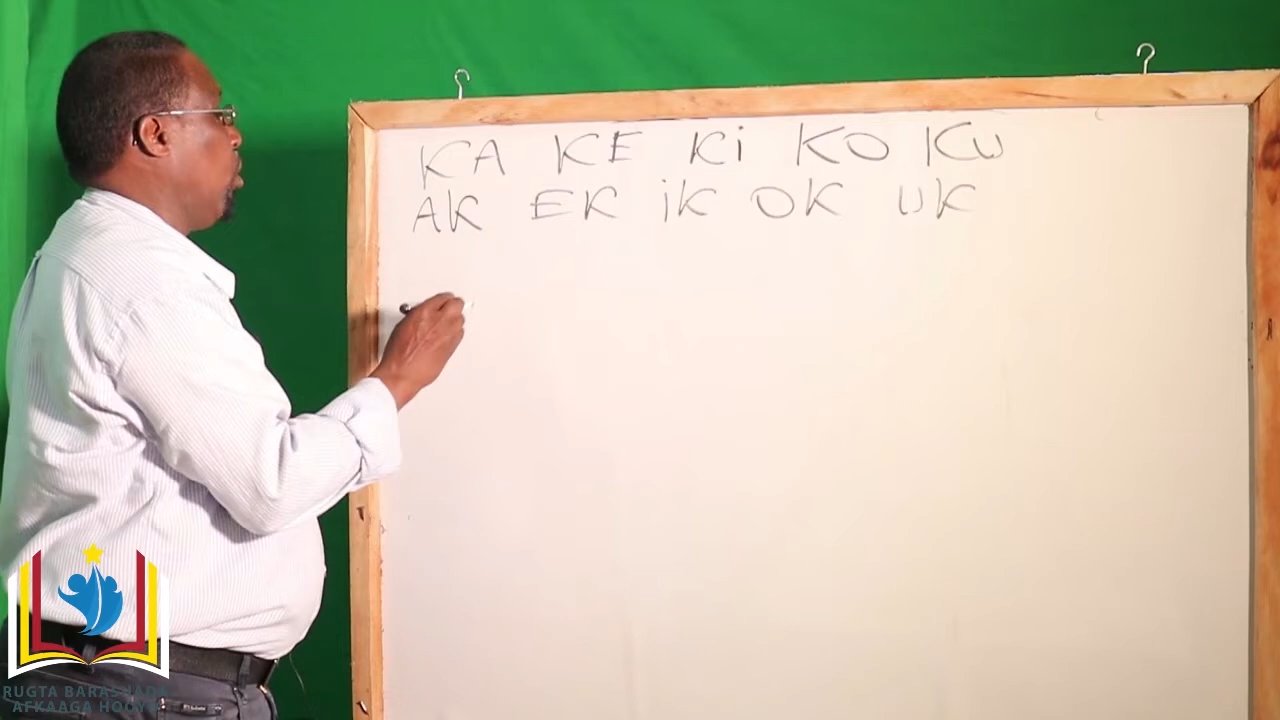 KA KE Ki KO Ku
AK EK iK OK UK
RUGTA BARASHADA
AFKAAGA HOOYO